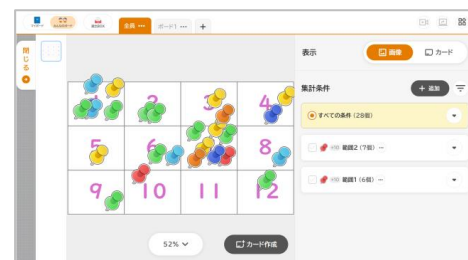 全員 •••
ボード1 •••
+
閉じる
表示
画像
カード
集計条件
+ 追加
すべての条件 (28個)
範囲2 (7個) •••
範囲1 (6個) •••
2
3
4
5
6
8
9
10
11
12
52%
カード作成